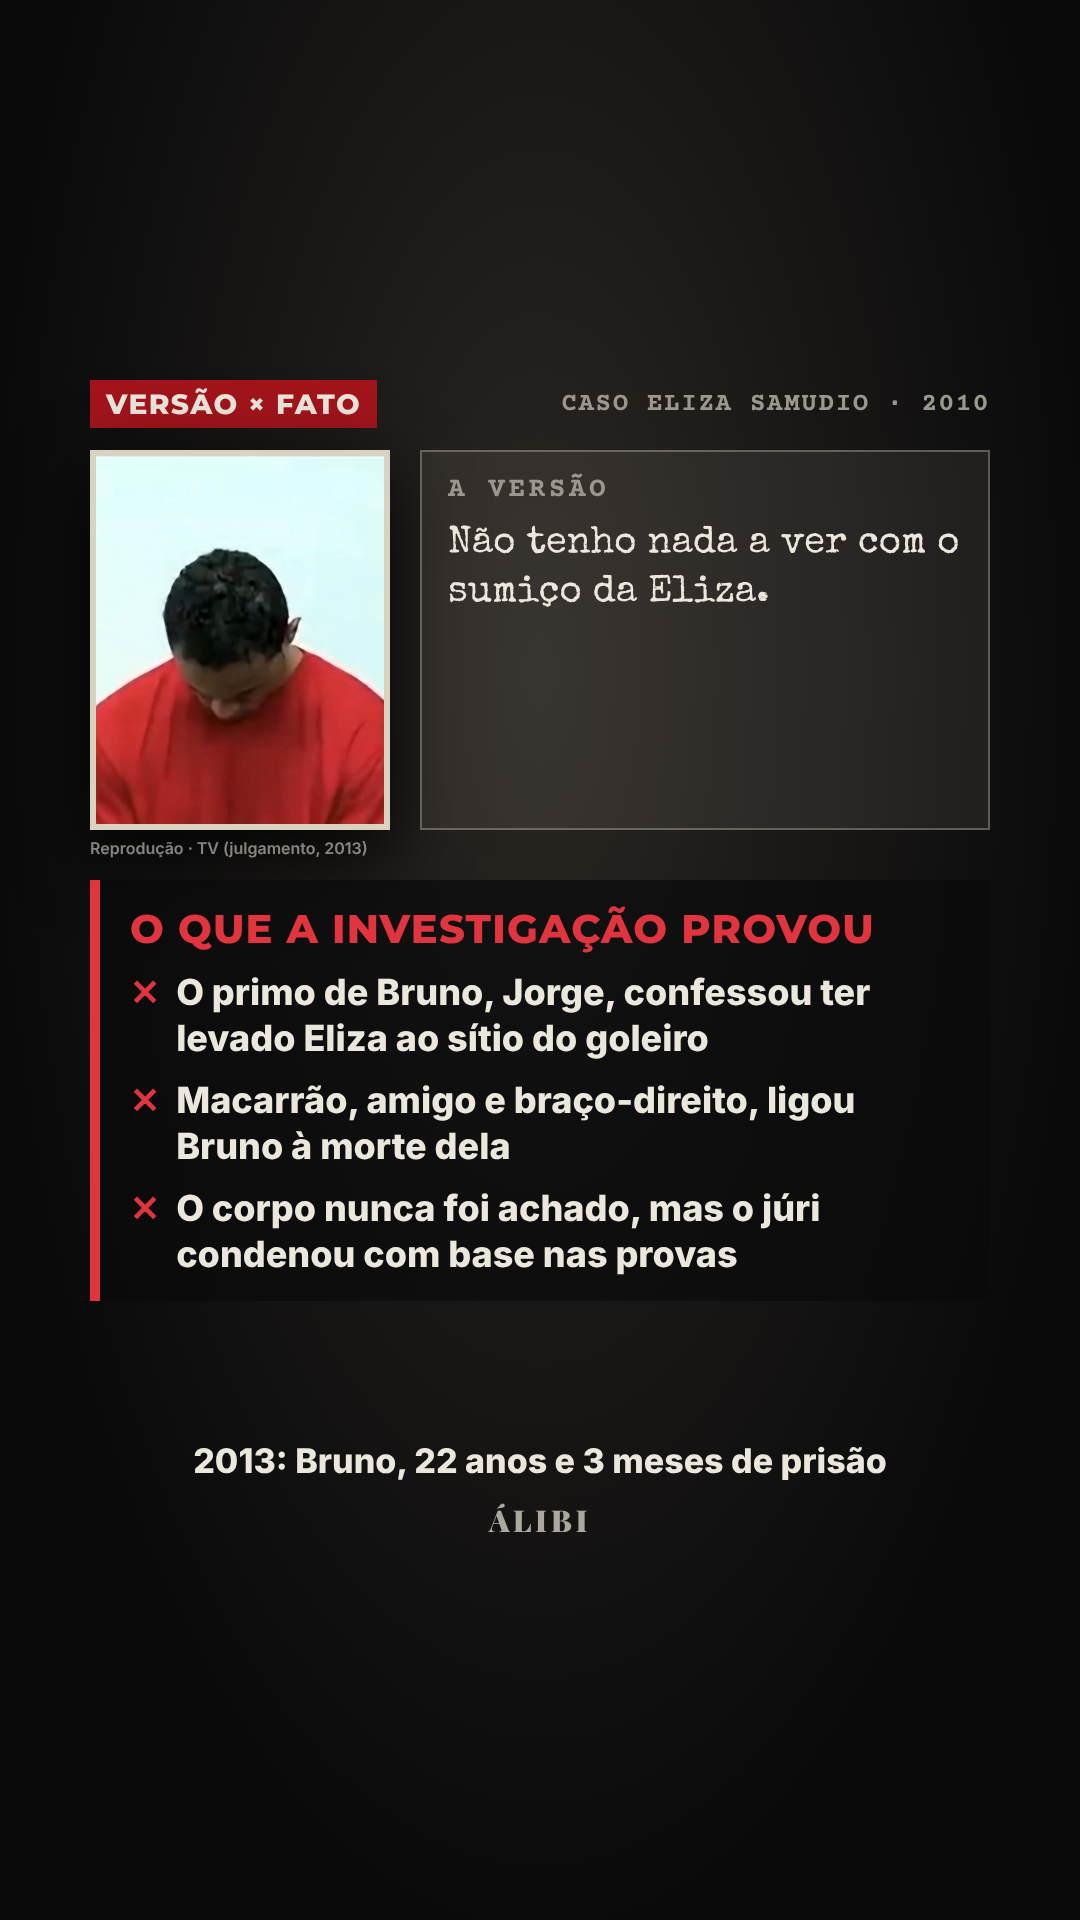 VERSÃO × FATO
CASO ELIZA SAMUDIO · 2010
A VERSÃO
Não tenho nada a ver com o
sumiço da Eliza.
Reprodução · TV (julgamento, 2013)
O QUE A INVESTIGAÇÃO PROVOU
× O primo de Bruno, Jorge, confessou ter
levado Eliza ao sítio do goleiro
× Macarrão, amigo e braço-direito, ligou
Bruno à morte dela
× O corpo nunca foi achado, mas o júri
condenou com base nas provas
2013: Bruno, 22 anos e 3 meses de prisão
ÁLIBI